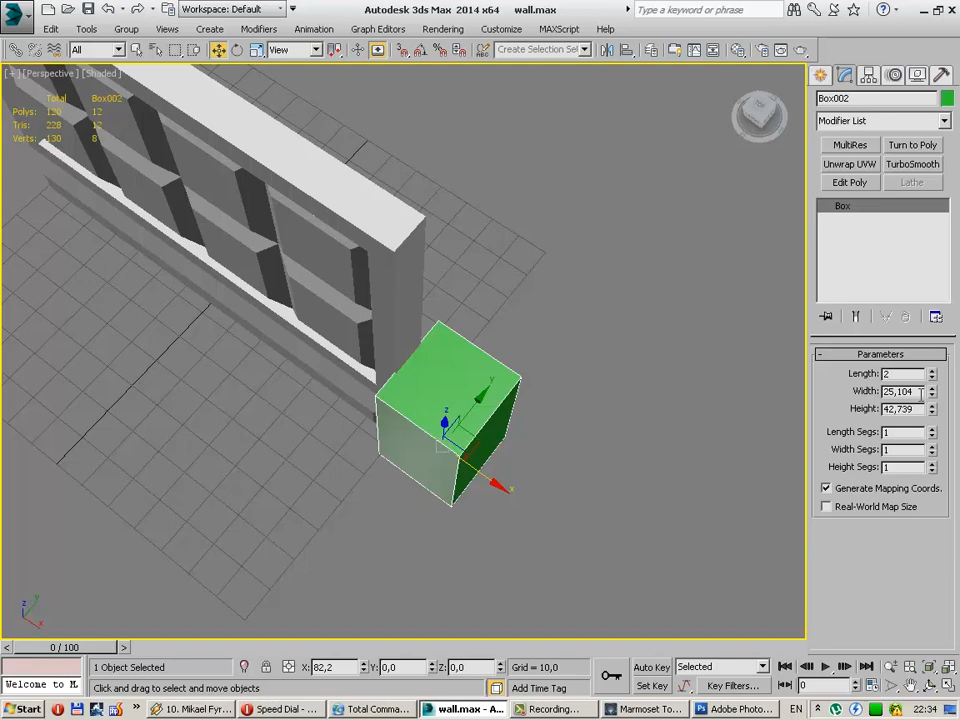 Workspace: Default
Autodesk 3ds Max 2014 x64
wall.max
Type a keyword or phrase
Edit
Tools
Group
Views
Create
Modifiers
Animation
Graph Editors
Rendering
Customize
MAXScript
Help
All
View
Create Selection Se
[+] [Perspective] [Shaded]
Total
Box002
Polys: 120 12
Tris: 228 12
Verts: 130 8
Box002
Modifier List
MultiRes
Turn to Poly
Unwrap UVW
TurboSmooth
Edit Poly
Lathe
Box
Parameters
Length: 2
Width: 25,104
Height: 42,739
Length Segs: 1
Width Segs: 1
Height Segs: 1
Generate Mapping Coords.
Real-World Map Size
z
y
x
z
y
x
0 / 100
1 Object Selected
X: 82,2
Y: 0,0
Z: 0,0
Grid = 10,0
Auto Key
Selected
Welcome to M
Click and drag to select and move objects
Add Time Tag
Set Key
Key Filters...
0
Start
10. Mikael Fyr...
Speed Dial - ...
Total Comma...
wall.max - A...
Recording...
Marmoset To...
Adobe Photo...
EN
22:34